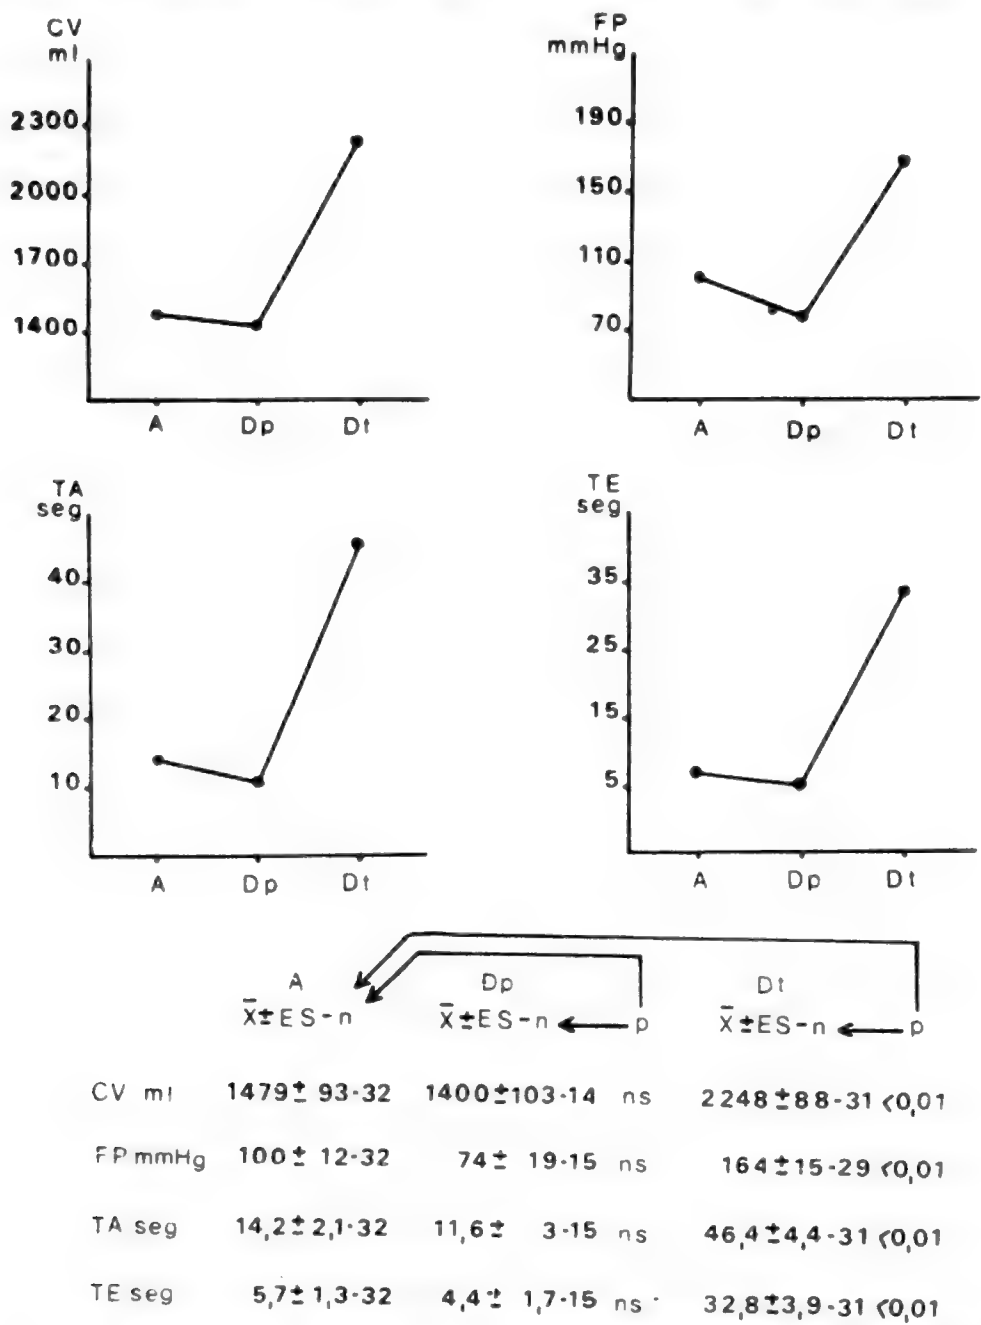 CV
ml
2300
2000
1700
1400
A Dp Dt
FP
mmHg
190
150
110
70
A Dp Dt
TA
seg
40
30
20
10
A Dp Dt
TE
seg
35
25
15
5
A Dp Dt
A Dp Dt
X̄±ES-n X̄±ES-n p X̄±ES-n p
CV ml 1479± 93-32 1400±103-14 ns 2248±88-31 <0,01
FP mmHg 100± 12-32 74± 19-15 ns 164±15-29 <0,01
TA seg 14,2±2,1-32 11,6± 3-15 ns 46,4±4,4-31 <0,01
TE seg 5,7±1,3-32 4,4± 1,7-15 ns 32,8±3,9-31 <0,01